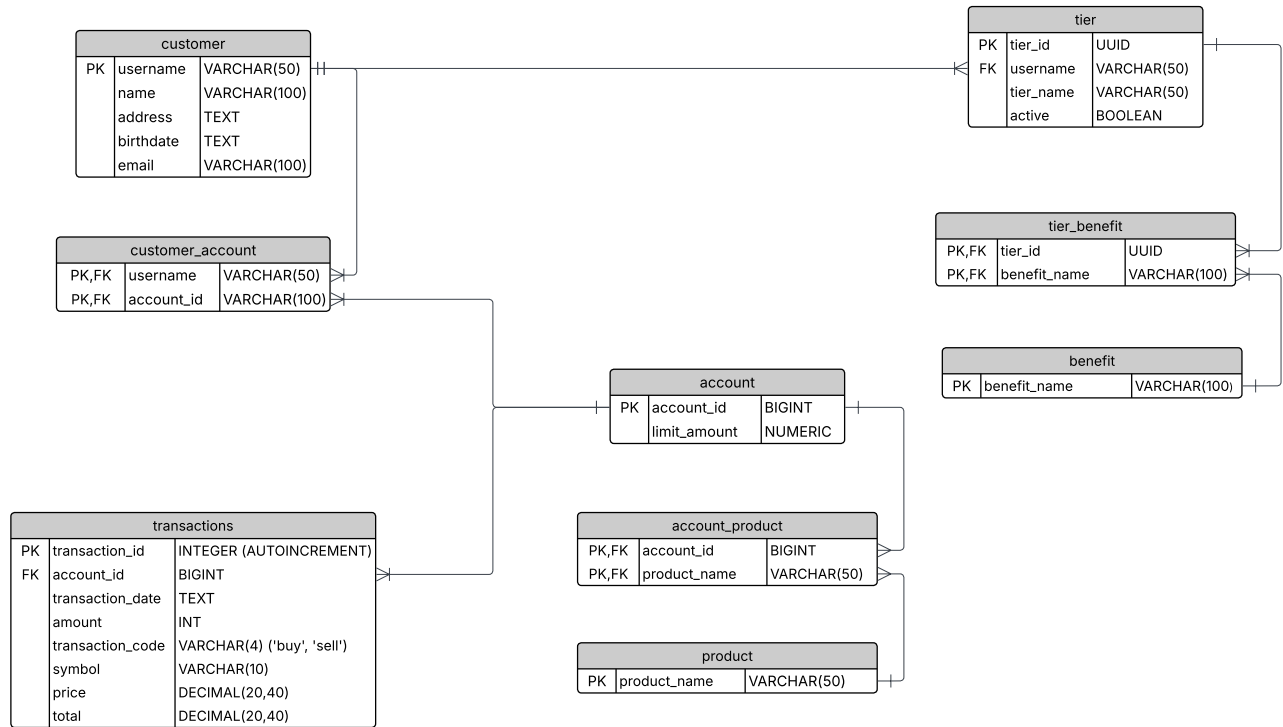 customer
PK username VARCHAR(50)
name VARCHAR(100)
address TEXT
birthdate TEXT
email VARCHAR(100)
tier
PK tier_id UUID
FK username VARCHAR(50)
tier_name VARCHAR(50)
active BOOLEAN
customer_account
PK,FK username VARCHAR(50)
PK,FK account_id VARCHAR(100)
tier_benefit
PK,FK tier_id UUID
PK,FK benefit_name VARCHAR(100)
benefit
PK benefit_name VARCHAR(100)
account
PK account_id BIGINT
limit_amount NUMERIC
transactions
PK transaction_id INTEGER (AUTOINCREMENT)
FK account_id BIGINT
transaction_date TEXT
amount INT
transaction_code VARCHAR(4) ('buy', 'sell')
symbol VARCHAR(10)
price DECIMAL(20,40)
total DECIMAL(20,40)
account_product
PK,FK account_id BIGINT
PK,FK product_name VARCHAR(50)
product
PK product_name VARCHAR(50)